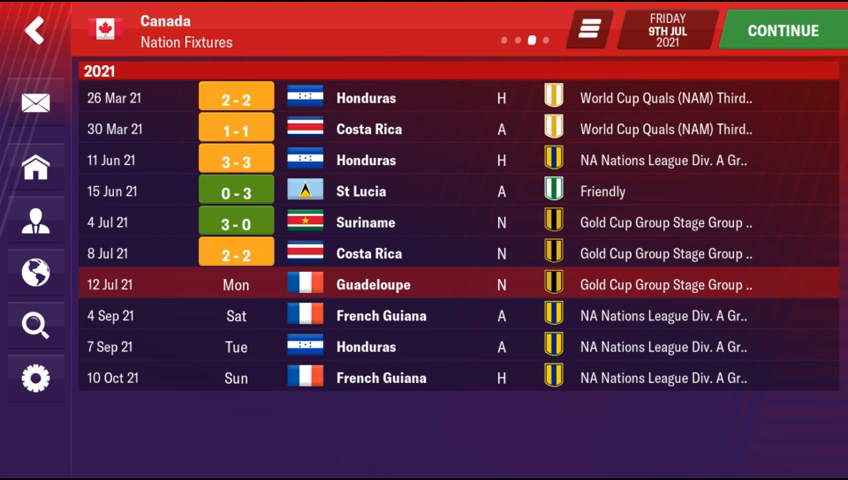 Canada
Nation Fixtures
FRIDAY
9TH JUL
2021
CONTINUE
2021
26 Mar 21 2 - 2 Honduras H World Cup Quals (NAM) Third..
30 Mar 21 1 - 1 Costa Rica A World Cup Quals (NAM) Third..
11 Jun 21 3 - 3 Honduras H NA Nations League Div. A Gr..
15 Jun 21 0 - 3 St Lucia A Friendly
4 Jul 21 3 - 0 Suriname N Gold Cup Group Stage Group ..
8 Jul 21 2 - 2 Costa Rica N Gold Cup Group Stage Group ..
12 Jul 21 Mon Guadeloupe N Gold Cup Group Stage Group ..
4 Sep 21 Sat French Guiana A NA Nations League Div. A Gr..
7 Sep 21 Tue Honduras A NA Nations League Div. A Gr..
10 Oct 21 Sun French Guiana H NA Nations League Div. A Gr..